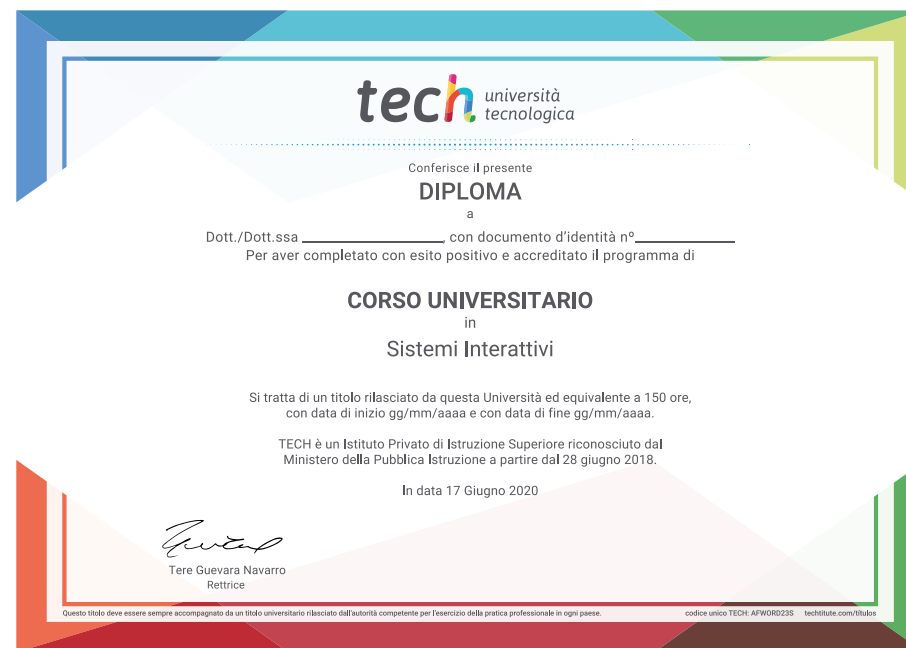 tech università
tecnologica
Conferisce il presente
DIPLOMA
a
Dott./Dott.ssa ________________, con documento d'identità nº____________
Per aver completato con esito positivo e accreditato il programma di
CORSO UNIVERSITARIO
in
Sistemi Interattivi
Si tratta di un titolo rilasciato da questa Università ed equivalente a 150 ore,
con data di inizio gg/mm/aaaa e con data di fine gg/mm/aaaa.
TECH è un Istituto Privato di Istruzione Superiore riconosciuto dal
Ministero della Pubblica Istruzione a partire dal 28 giugno 2018.
In data 17 Giugno 2020
Tere Guevara Navarro
Rettrice
Questo titolo deve essere sempre accompagnato da un titolo universitario rilasciato dall'autorità competente per l'esercizio della pratica professionale in ogni paese. codice unico TECH: AFWORD23S techtitute.com/títulos